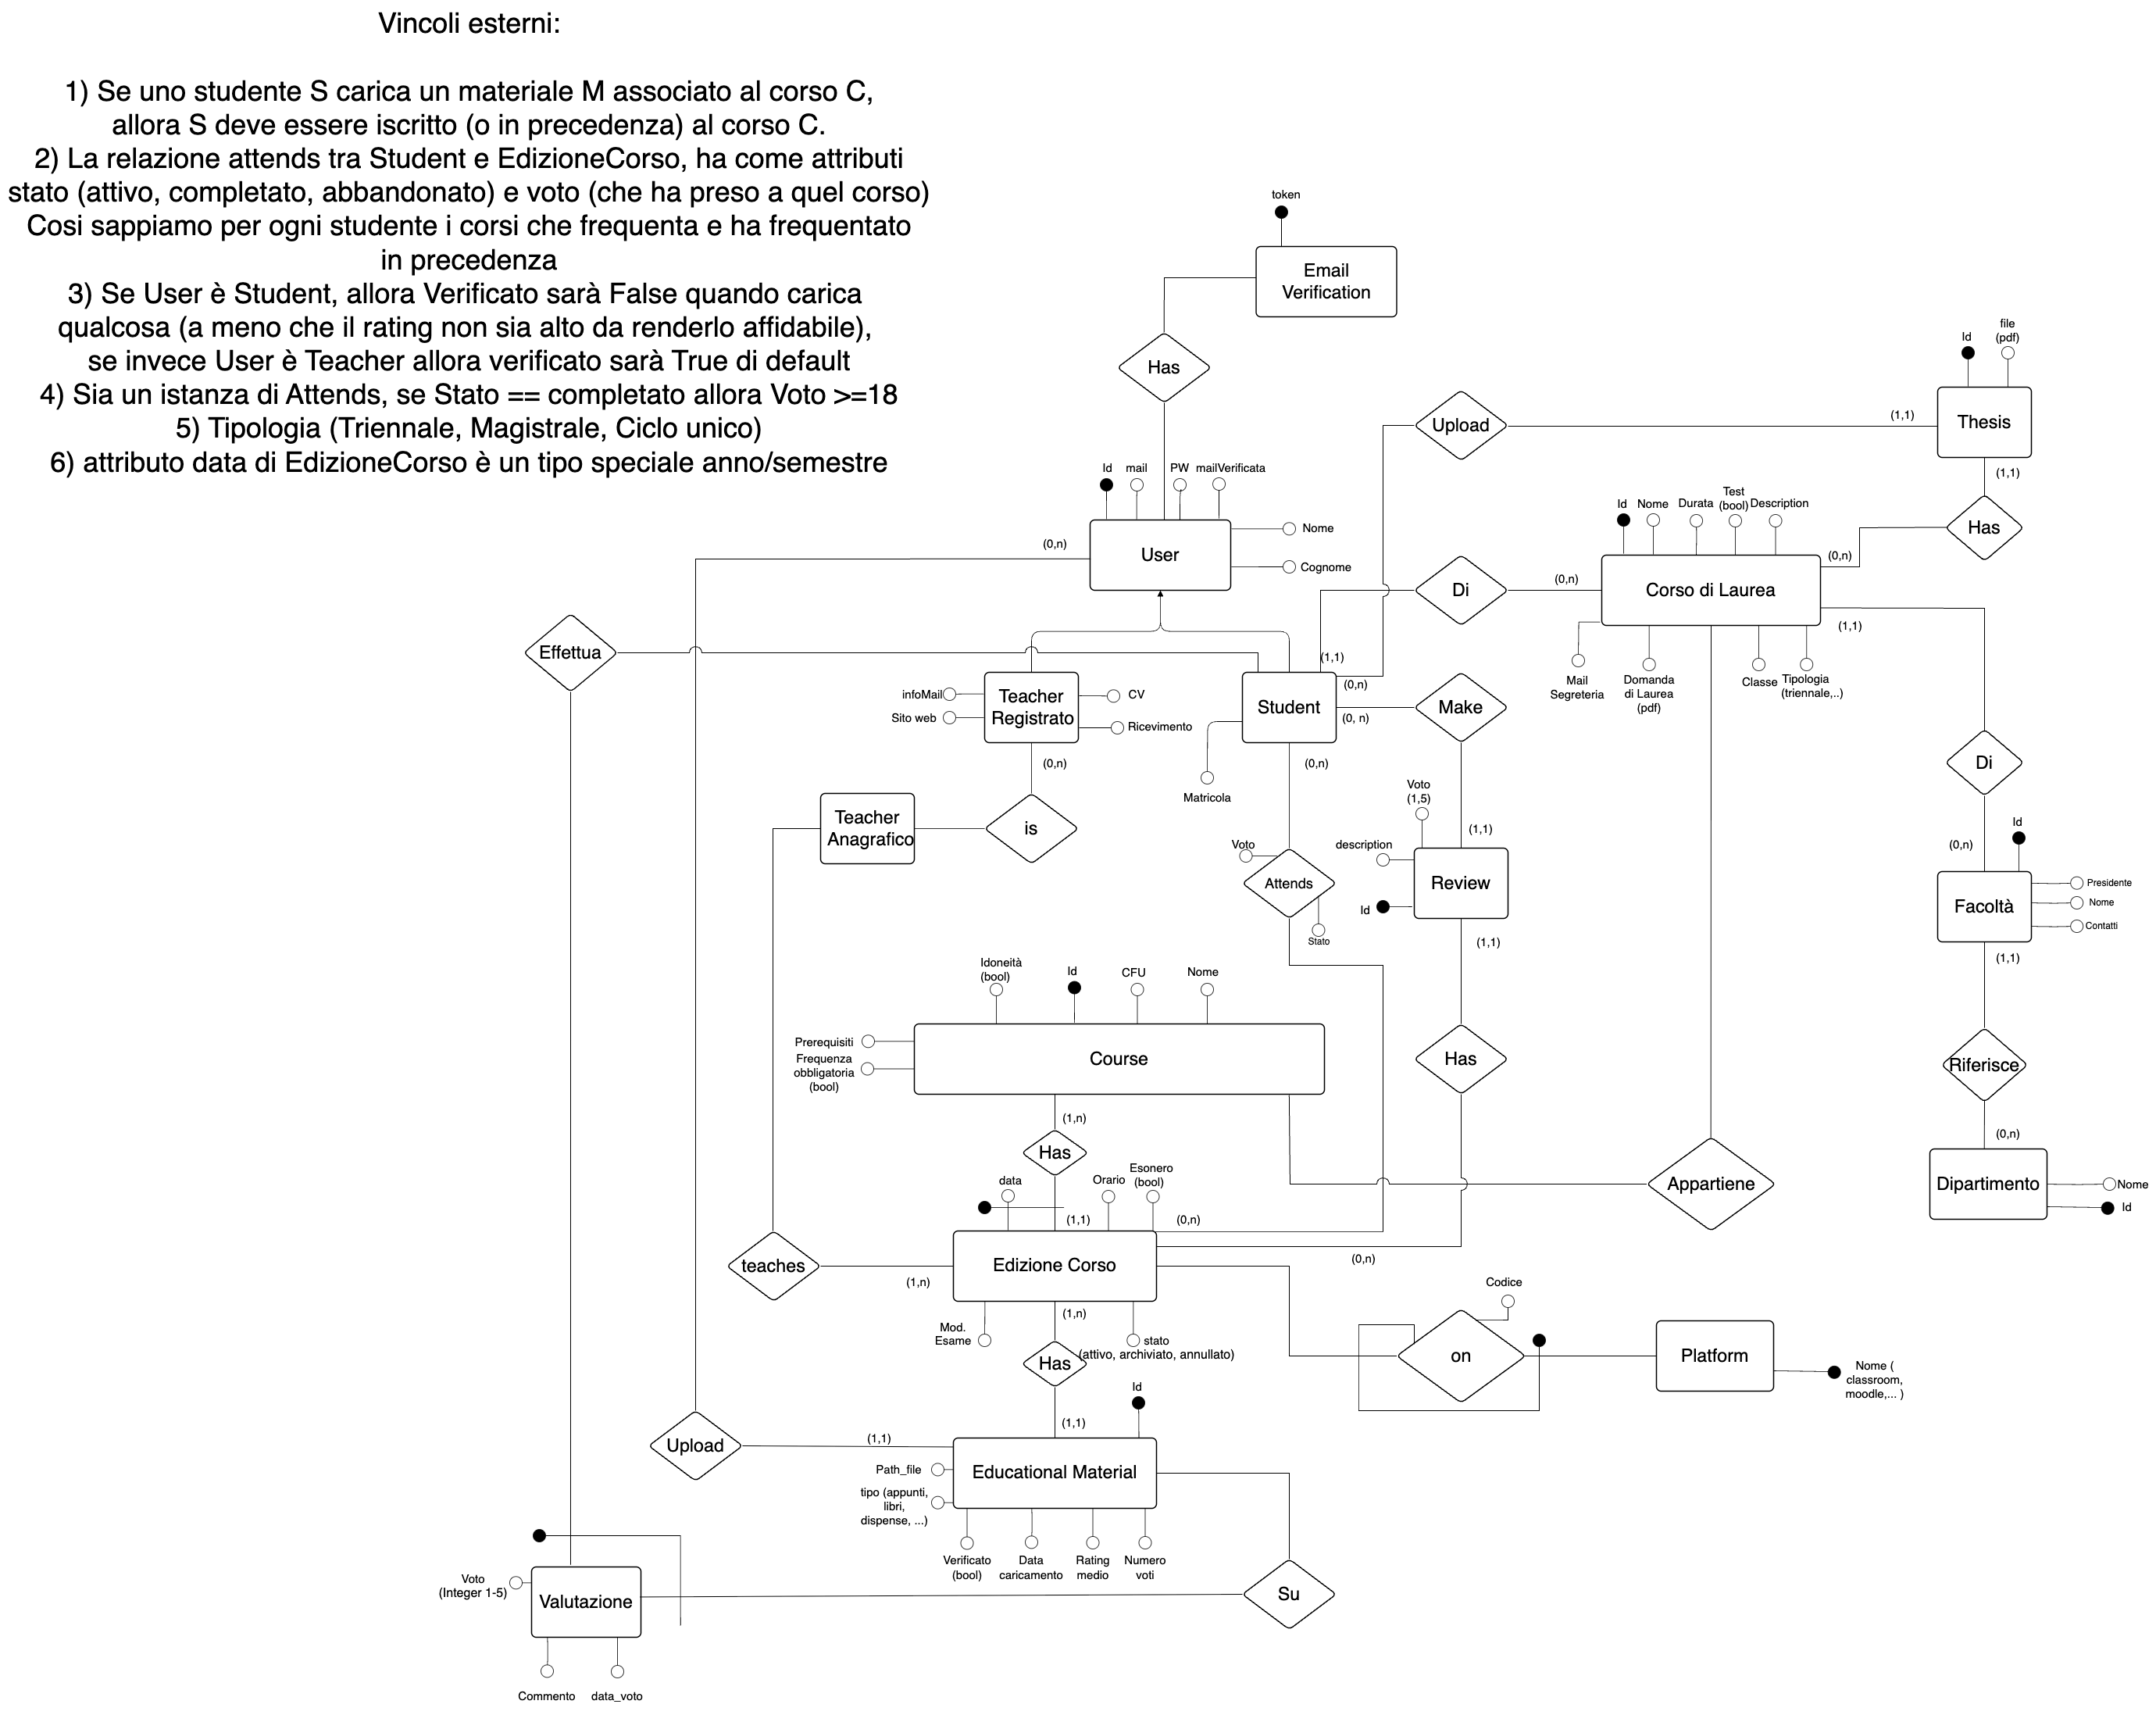 Vincoli esterni:
1) Se uno studente S carica un materiale M associato al corso C,
allora S deve essere iscritto (o in precedenza) al corso C.
2) La relazione attends tra Student e EdizioneCorso, ha come attributi
stato (attivo, completato, abbandonato) e voto (che ha preso a quel corso)
Cosi sappiamo per ogni studente i corsi che frequenta e ha frequentato
in precedenza
3) Se User è Student, allora Verificato sarà False quando carica
qualcosa (a meno che il rating non sia alto da renderlo affidabile),
se invece User è Teacher allora verificato sarà True di default
4) Sia un istanza di Attends, se Stato == completato allora Voto >=18
5) Tipologia (Triennale, Magistrale, Ciclo unico)
6) attributo data di EdizioneCorso è un tipo speciale anno/semestre
token
Email
Verification
Has
Id
file
(pdf)
Upload
(1,1)
Thesis
(1,1)
Id
mail
PW
mailVerificata
Nome
Cognome
(0,n)
User
Id
Nome
Durata
Test
(bool)
Description
Has
(0,n)
Di
(0,n)
Corso di Laurea
(1,1)
Mail
Segreteria
Domanda
di Laurea
(pdf)
Classe
Tipologia
(triennale,..)
Effettua
(1,1)
(0,n)
infoMail
Sito web
Teacher
Registrato
CV
Ricevimento
Student
(0, n)
Make
Matricola
(0,n)
(0,n)
Di
Teacher
Anagrafico
is
Voto
(1,5)
(1,1)
description
Id
Review
(1,1)
Voto
Attends
Stato
(0,n)
Id
Facoltà
Presidente
Nome
Contatti
(1,1)
Idoneità
(bool)
Id
CFU
Nome
Prerequisiti
Frequenza
obbligatoria
(bool)
Course
Has
Riferisce
(1,n)
Has
(0,n)
data
Orario
Esonero
(bool)
(1,1)
(0,n)
Appartiene
Dipartimento
Nome
Id
teaches
(1,n)
Edizione Corso
(0,n)
Mod.
Esame
(1,n)
stato
(attivo, archiviato, annullato)
Has
Codice
on
Platform
Nome (
classroom,
moodle,... )
Id
(1,1)
Upload
(1,1)
Educational Material
Path_file
tipo (appunti,
libri,
dispense, ...)
Verificato
(bool)
Data
caricamento
Rating
medio
Numero
voti
Voto
(Integer 1-5)
Valutazione
Su
Commento
data_voto